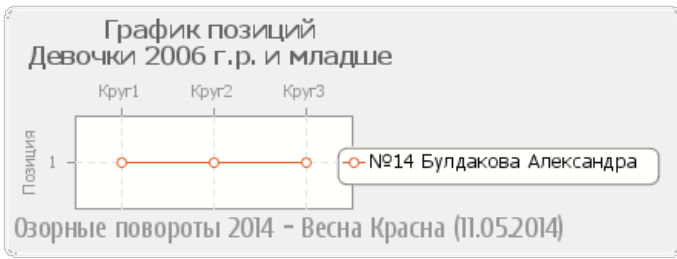 График позиций
Девочки 2006 г.р. и младше
Круг1 Круг2 Круг3
Позиция
1
№14 Булдакова Александра
Озорные повороты 2014 - Весна Красна (11.05.2014)